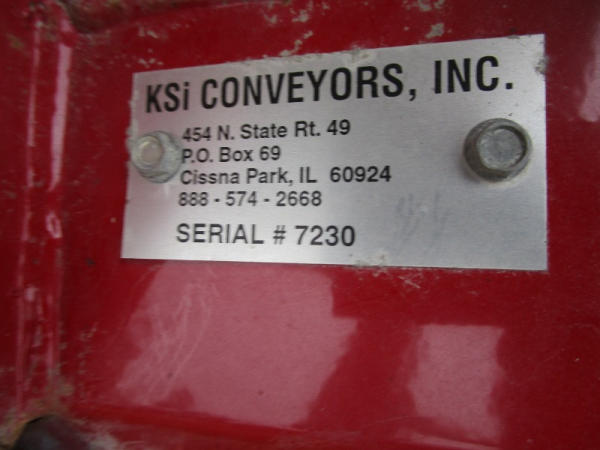 KSi CONVEYORS, INC.
454 N. State Rt. 49
P.O. Box 69
Cissna Park, IL 60924
888 - 574 - 2668
SERIAL # 7230